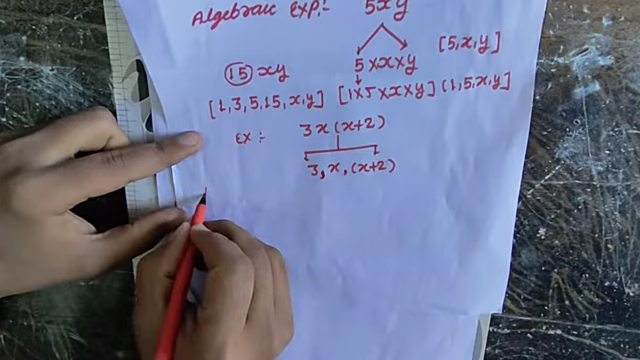 Algebraic Exp:- 5xy
5 × x × y [5, x, y]
15 xy
[1, 3, 5, 15, x, y] [1 × 5 × x × y] (1, 5, x, y]
Ex :- 3x (x+2)
3, x, (x+2)